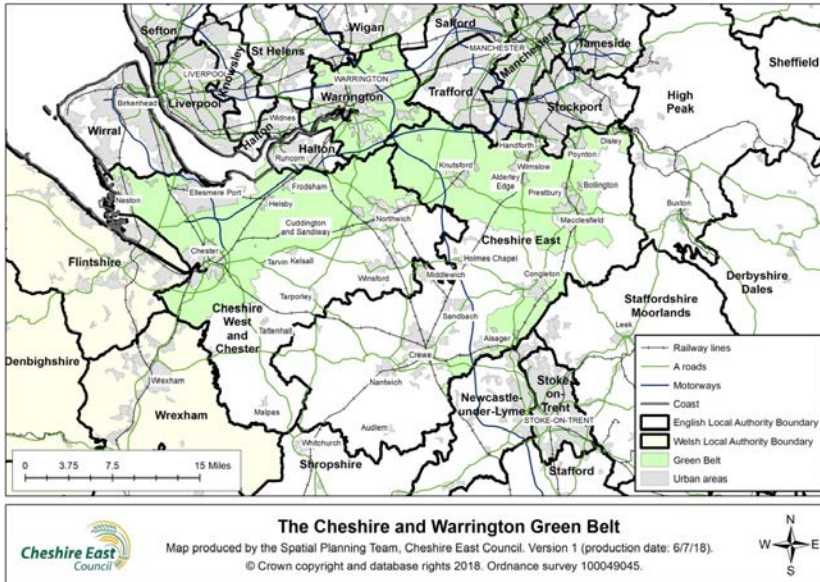 Sefton
Wigan
Salford
Tameside
St Helens
Knowsley
MANCHESTER
Manchester
Sheffield
LIVERPOOL
WARRINGTON
Liverpool
Warrington
Trafford
Birkenhead
Stockport
High
Peak
Wirral
Widnes
Halton
Halton
Runcorn
Disley
Handforth
Poynton
Knutsford
Wilmslow
Neston
Ellesmere Port
Frodsham
Alderley
Edge
Prestbury
Bollington
Helsby
Buxton
Cuddington
and Sandiway
Northwich
Macclesfield
Chester
Cheshire East
Flintshire
Tarvin
Kelsall
Holmes Chapel
Winsford
Middlewich
Congleton
Derbyshire
Dales
Tarporley
Staffordshire
Moorlands
Cheshire
West
and
Chester
Tattenhall
Sandbach
Alsager
Leek
Denbighshire
Crewe
Wrexham
Nantwich
Stoke
on
Trent
Newcastle-
under-Lyme
Wrexham
Malpas
STOKE-ON-TRENT
Audlem
Whitchurch
Shropshire
Stafford
Railway lines
A roads
Motorways
Coast
English Local Authority Boundary
Welsh Local Authority Boundary
Green Belt
Urban areas
0 3.75 7.5 15 Miles
Cheshire East
Council
The Cheshire and Warrington Green Belt
Map produced by the Spatial Planning Team, Cheshire East Council. Version 1 (production date: 6/7/18).
© Crown copyright and database rights 2018. Ordnance survey 100049045.
N
W E
S